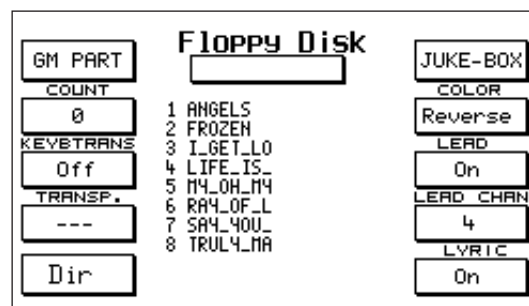 Floppy Disk
GM PART
JUKE-BOX
COUNT
0
COLOR
Reverse
KEYBTRANS
Off
LEAD
On
TRANSP.
---
LEAD CHAN
4
Dir
LYRIC
On
1 ANGELS
2 FROZEN
3 I_GET_LO
4 LIFE_IS_
5 MY_OH_MY
6 RAY_OF_L
7 SAY_YOU_
8 TRULY_MA